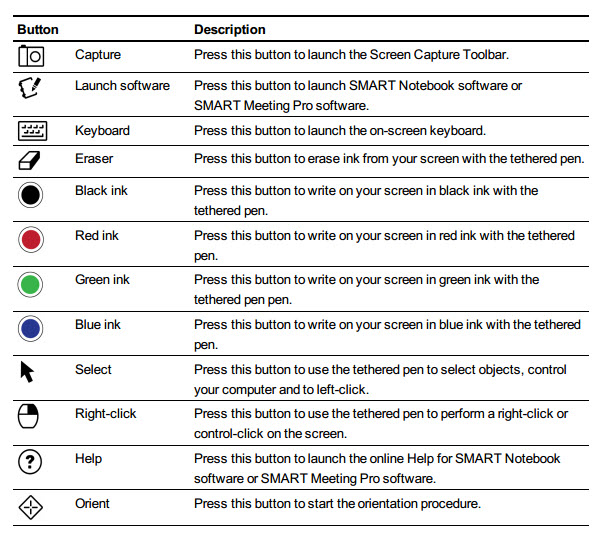 Button Description
Capture Press this button to launch the Screen Capture Toolbar.
Launch software Press this button to launch SMART Notebook software or
SMART Meeting Pro software.
Keyboard Press this button to launch the on-screen keyboard.
Eraser Press this button to erase ink from your screen with the tethered pen.
Black ink Press this button to write on your screen in black ink with the
tethered pen.
Red ink Press this button to write on your screen in red ink with the tethered
pen.
Green ink Press this button to write on your screen in green ink with the
tethered pen pen.
Blue ink Press this button to write on your screen in blue ink with the tethered
pen.
Select Press this button to use the tethered pen to select objects, control
your computer and to left-click.
Right-click Press this button to use the tethered pen to perform a right-click or
control-click on the screen.
Help Press this button to launch the online Help for SMART Notebook
software or SMART Meeting Pro software.
Orient Press this button to start the orientation procedure.